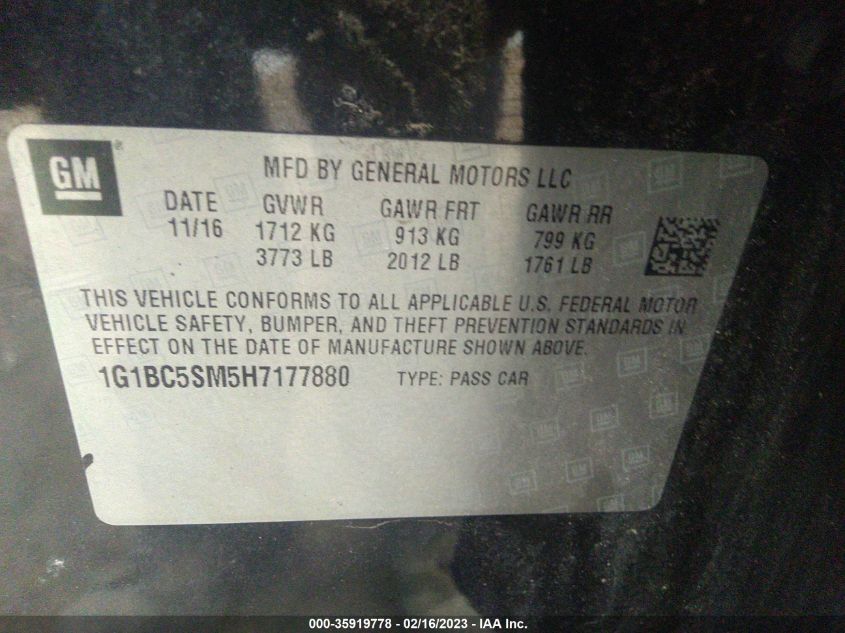 GM
MFD BY GENERAL MOTORS LLC
DATE GVWR GAWR FRT GAWR RR
11/16 1712 KG 913 KG 799 KG
3773 LB 2012 LB 1761 LB
THIS VEHICLE CONFORMS TO ALL APPLICABLE U.S. FEDERAL MOTOR
VEHICLE SAFETY, BUMPER, AND THEFT PREVENTION STANDARDS IN
EFFECT ON THE DATE OF MANUFACTURE SHOWN ABOVE.
1G1BC5SM5H7177880 TYPE: PASS CAR
000-35919778 - 02/16/2023 - IAA Inc.